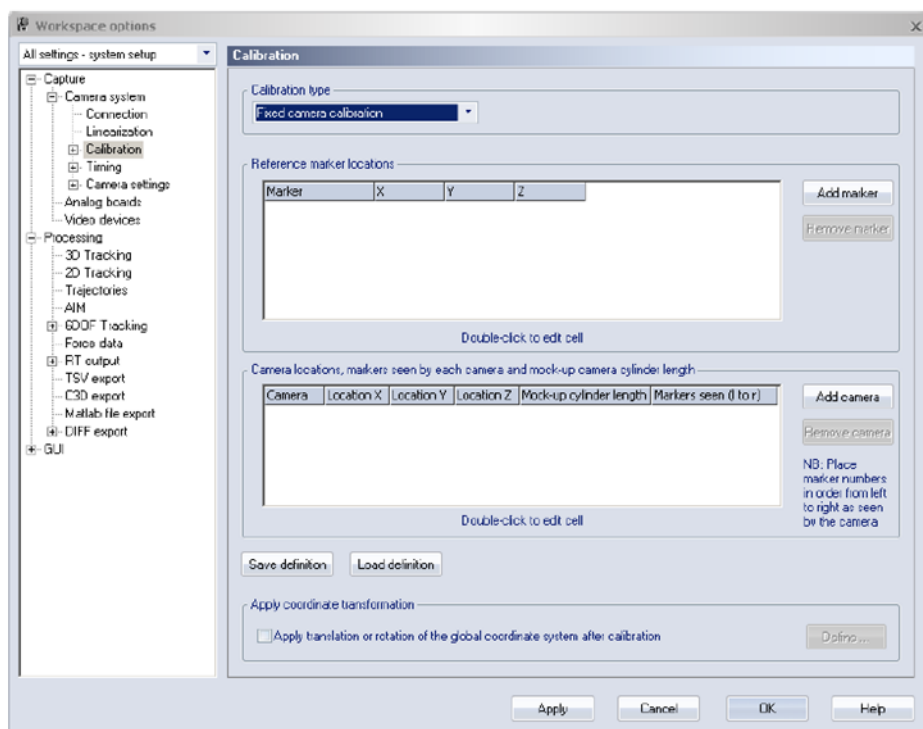 Workspace options
All settings - system setup
Capture
Camera system
Connection
Linearization
Calibration
Timing
Camera settings
Analog boards
Video devices
Processing
3D Tracking
2D Tracking
Trajectories
AIM
6DOF Tracking
Force data
RT output
TSV export
C3D export
Matlab file export
DIFF export
GUI
Calibration
Calibration type
Fixed camera calibration
Reference marker locations
Marker X Y Z
Add marker
Remove marker
Double-click to edit cell
Camera locations, markers seen by each camera and mock-up camera cylinder length
Camera Location X Location Y Location Z Mock-up cylinder length Markers seen (l to r)
Add camera
Remove camera
NB: Place
marker numbers
in order from left
to right as seen
by the camera
Double-click to edit cell
Save definition Load definition
Apply coordinate transformation
Apply translation or rotation of the global coordinate system after calibration
Define ...
Apply Cancel OK Help